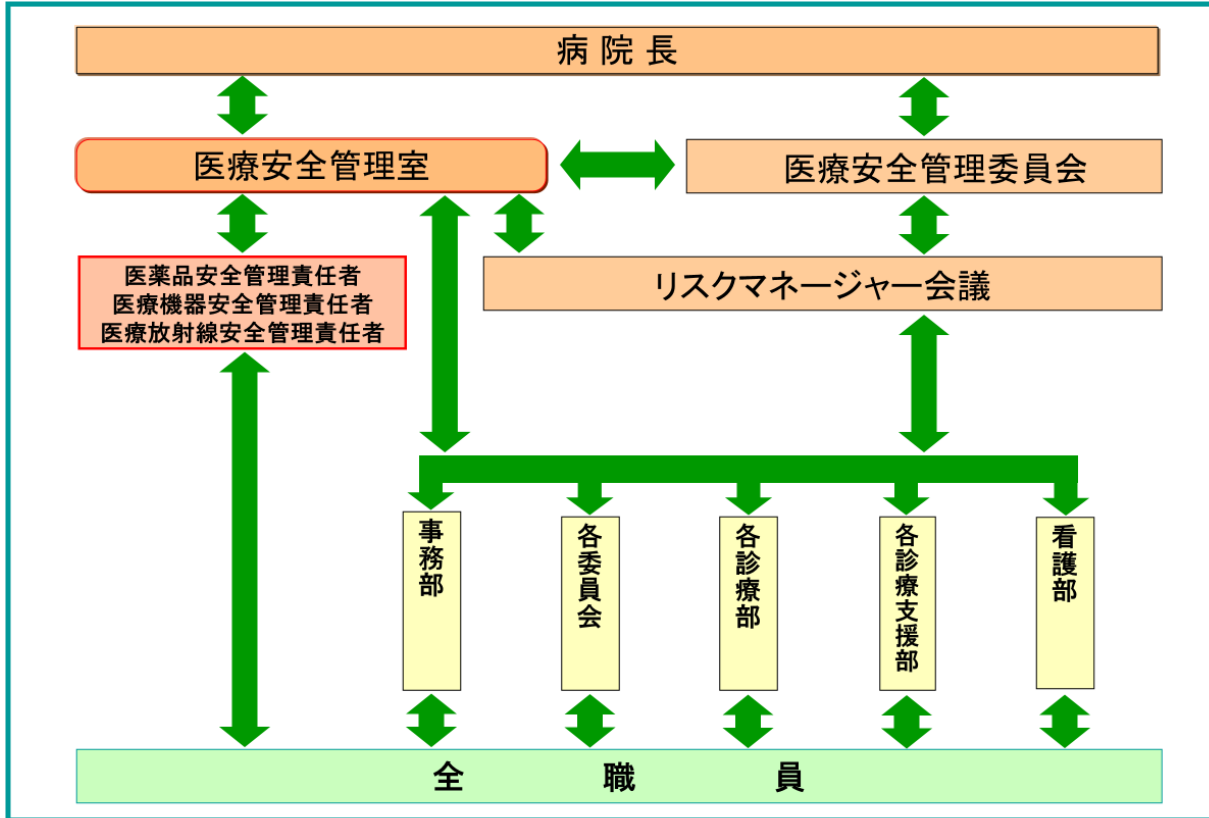 病院長
医療安全管理室
医療安全管理委員会
医薬品安全管理責任者
医療機器安全管理責任者
医療放射線安全管理責任者
リスクマネージャー会議
事務部
各委員会
各診療部
各診療支援部
看護部
全職員